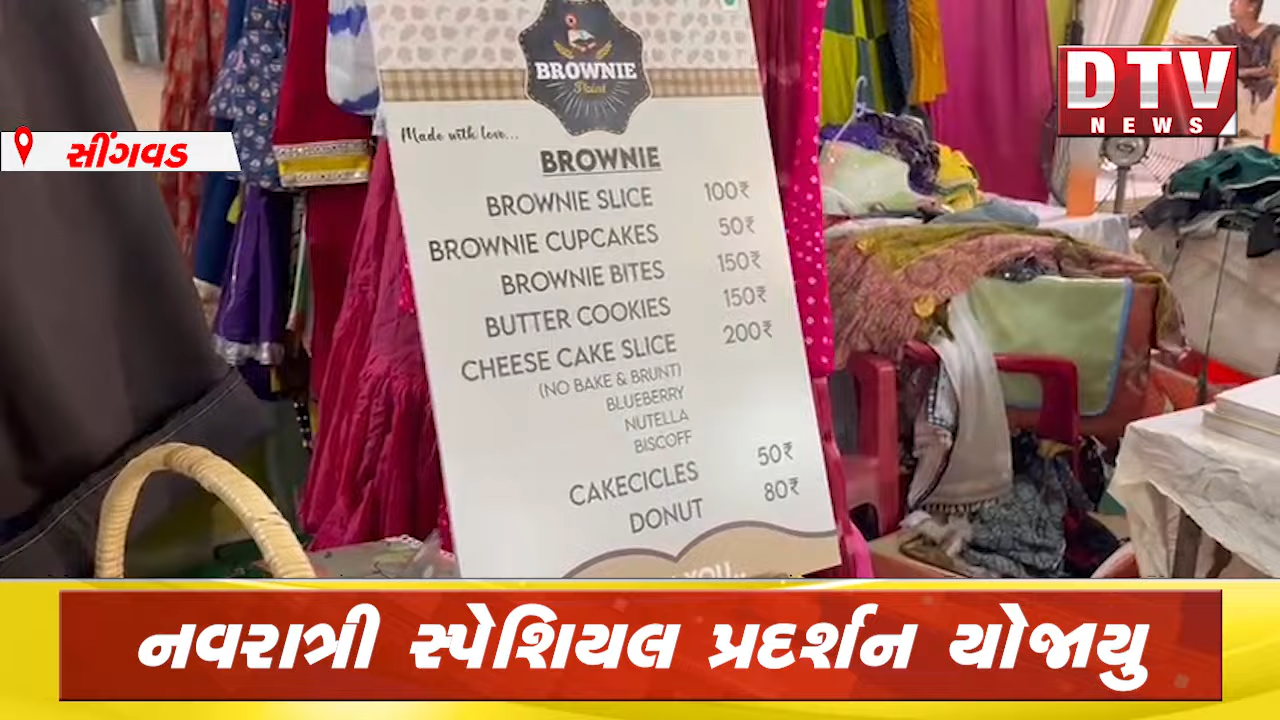 BROWNIE
Point
DTV
NEWS
સીંગવડ
Made with love...
BROWNIE
BROWNIE SLICE 100₹
BROWNIE CUPCAKES 50₹
BROWNIE BITES 150₹
BUTTER COOKIES 150₹
CHEESE CAKE SLICE 200₹
(NO BAKE & BRUNT)
BLUEBERRY
NUTELLA
BISCOFF
CAKECICLES 50₹
DONUT 80₹
YOU..
નવરાત્રી સ્પેશિયલ પ્રદર્શન યોજાયુ